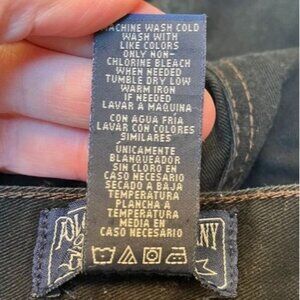 MACHINE WASH COLD
WASH WITH
LIKE COLORS
ONLY NON-
CHLORINE BLEACH
WHEN NEEDED
TUMBLE DRY LOW
WARM IRON
IF NEEDED
LAVAR A MAQUINA
CON AGUA FRÍA
LAVAR CON COLORES
SIMILARES
ÚNICAMENTE
BLANQUEADOR
SIN CLORO EN
CASO NECESARIO
SECADO A BAJA
TEMPERATURA
PLANCHA A
TEMPERATURA
MEDIA EN
CASO NECESARIO